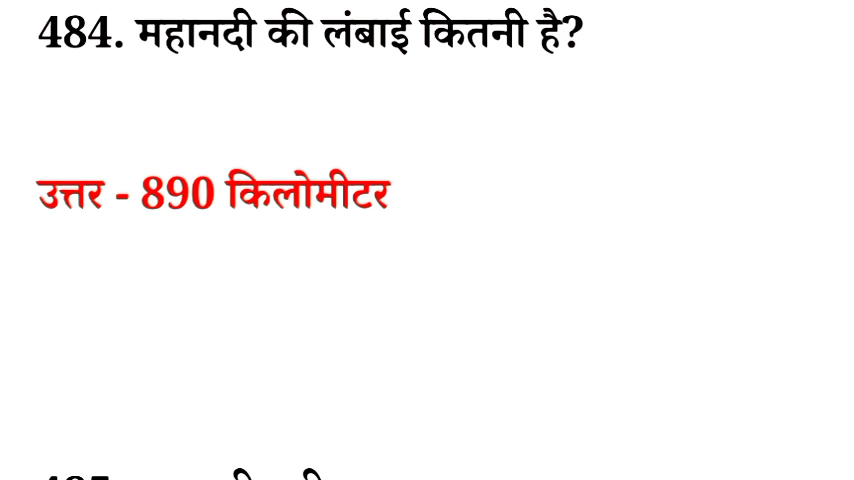 484. महानदी की लंबाई कितनी है?
उत्तर - 890 किलोमीटर